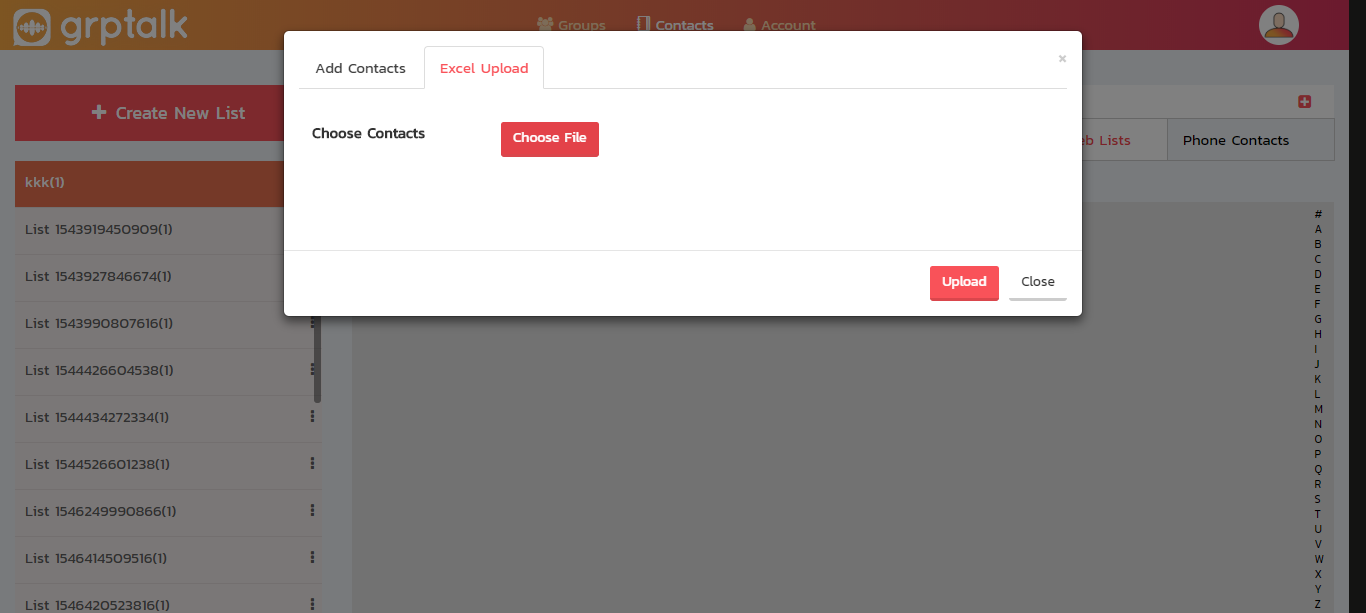 grptalk
Groups
Contacts
Account
Add Contacts
Excel Upload
×
Choose Contacts
Choose File
Upload
Close
Create New List
kkk(1)
List 1543919450909(1)
List 1543927846674(1)
List 1543990807616(1)
List 1544426604538(1)
List 1544434272334(1)
List 1544526601238(1)
List 1546249990866(1)
List 1546414509516(1)
List 1546420523816(1)
Lists
Phone Contacts
#
A
B
C
D
E
F
G
H
I
J
K
L
M
N
O
P
Q
R
S
T
U
V
W
X
Y
Z